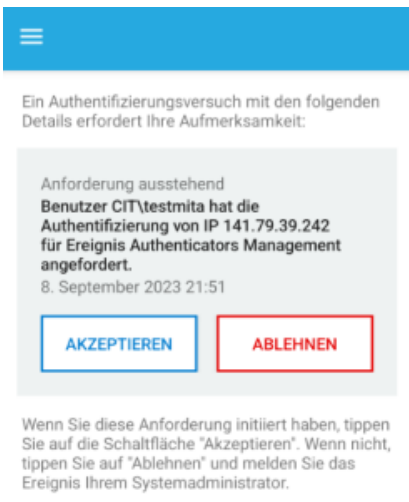 Ein Authentifizierungsversuch mit den folgenden
Details erfordert Ihre Aufmerksamkeit:
Anforderung ausstehend
Benutzer CIT\testmita hat die
Authentifizierung von IP 141.79.39.242
für Ereignis Authenticators Management
angefordert.
8. September 2023 21:51
AKZEPTIEREN
ABLEHNEN
Wenn Sie diese Anforderung initiiert haben, tippen
Sie auf die Schaltfläche "Akzeptieren". Wenn nicht,
tippen Sie auf "Ablehnen" und melden Sie das
Ereignis Ihrem Systemadministrator.